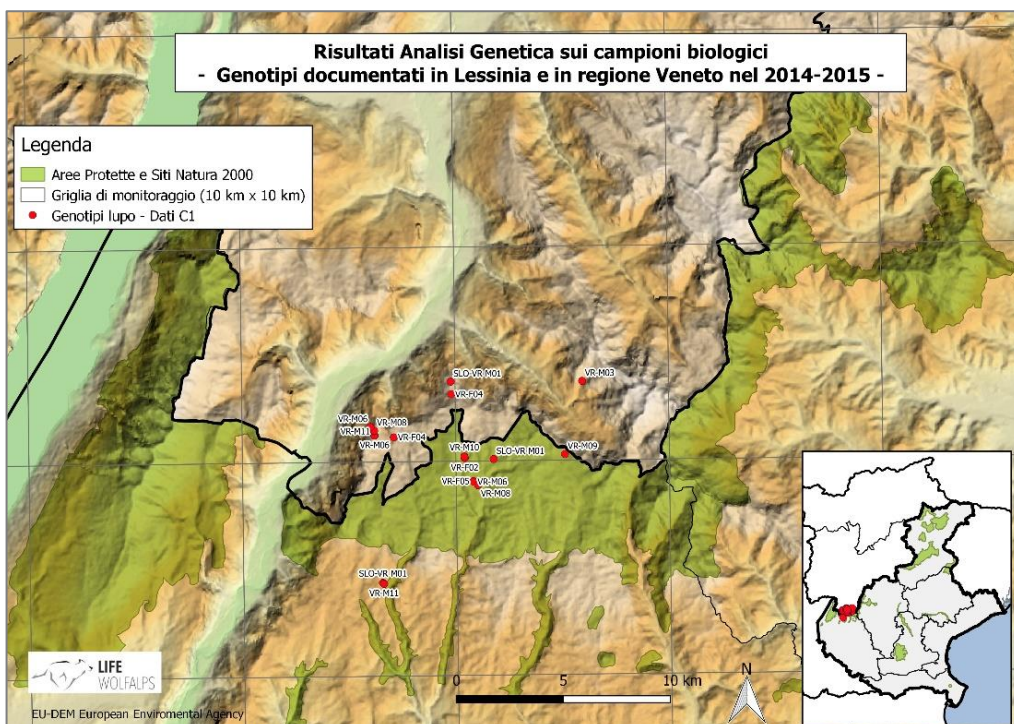 Risultati Analisi Genetica sui campioni biologici
- Genotipi documentati in Lessinia e in regione Veneto nel 2014-2015 -
Legenda
Aree Protette e Siti Natura 2000
Griglia di monitoraggio (10 km x 10 km)
Genotipi lupo - Dati C1
SLO-VR M01
VR-M03
VR-F04
VR-M06
VR-M08
VR-M11
VR-F04
VR-M06
VR-M10
SLO-VR M01
VR-M09
VR-F02
VR-F05
VR-M06
VR-M08
SLO-VR M01
VR-M11
LIFE
WOLFALPS
EU-DEM European Enviromental Agency
0 5 10 km
N